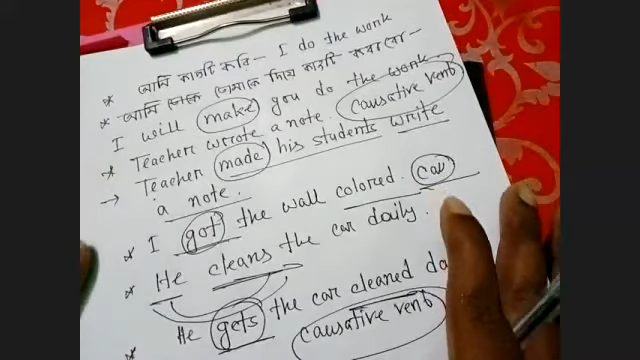 * আমি কাজটি করি — I do the work
* আমি তোকে তোমাকে দিয়ে কাজটি করাবো —
I will make you do the work
causative verb
* Teacher wrote a note.
→ Teacher made his students write
a note.
* I got the wall colored. cau
* He cleans the car daily.
He gets the car cleaned da
causative verb
*